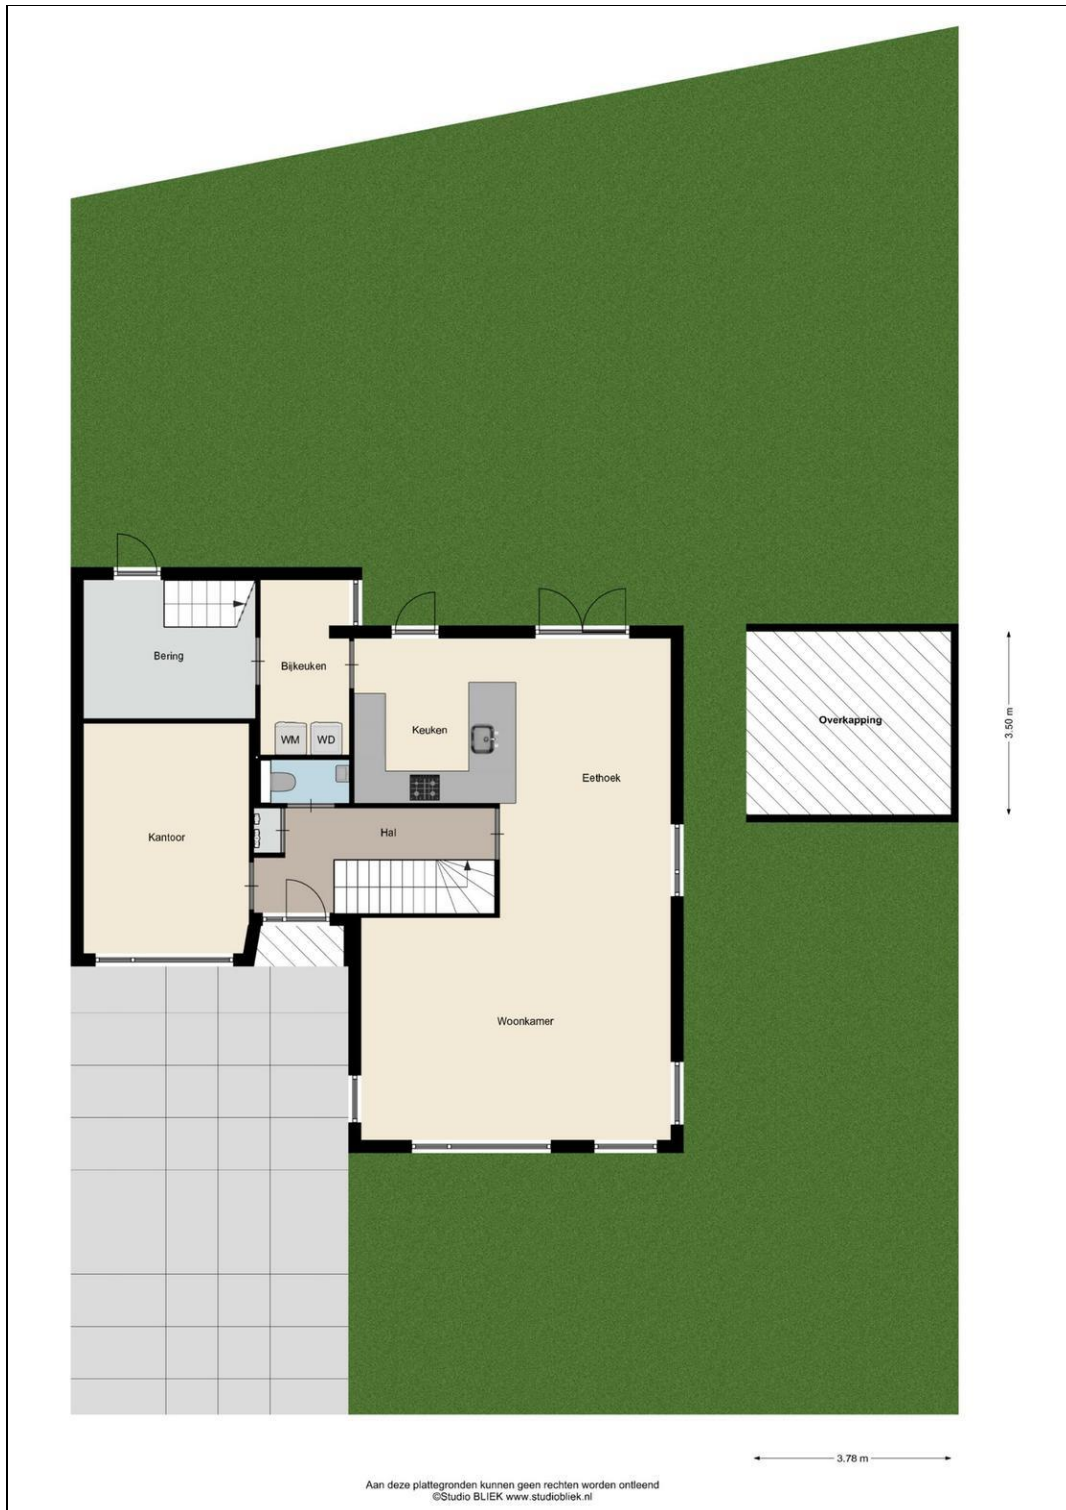 Bering
Bijkeuken
WM
WD
Keuken
Eethoek
Overkapping
3.50 m
Kantoor
Hal
Woonkamer
3.78 m
Aan deze plattegronden kunnen geen rechten worden ontleend
©Studio BLIEK www.studiobliek.nl